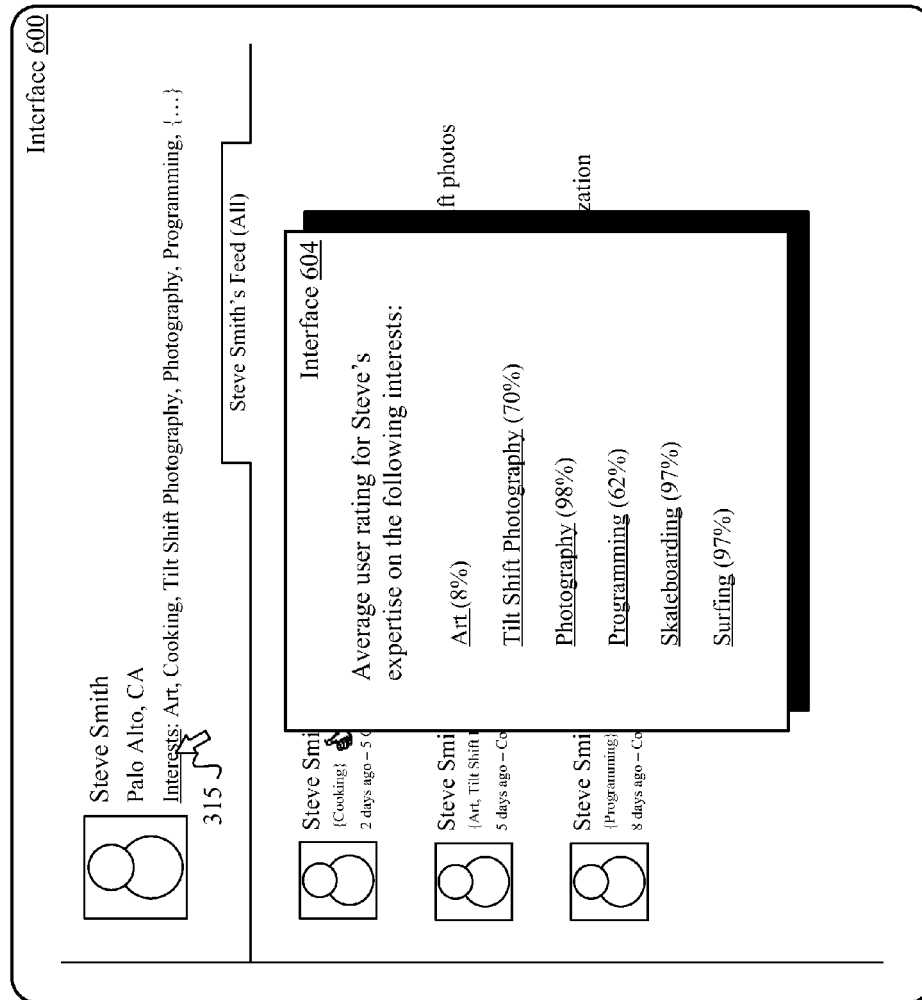 Interface 600
Steve Smith
Palo Alto, CA
Interests: Art, Cooking, Tilt Shift Photography, Photography, Programming, {…}
315
Steve Smith's Feed (All)
Steve Smi
{Cooking}
2 days ago – 5
Steve Smi
{Art, Tilt Shift
5 days ago – Co
ft photos
Steve Smi
{Programming}
8 days ago – Co
zation
Interface 604
Average user rating for Steve's
expertise on the following interests:
Art (8%)
Tilt Shift Photography (70%)
Photography (98%)
Programming (62%)
Skateboarding (97%)
Surfing (97%)